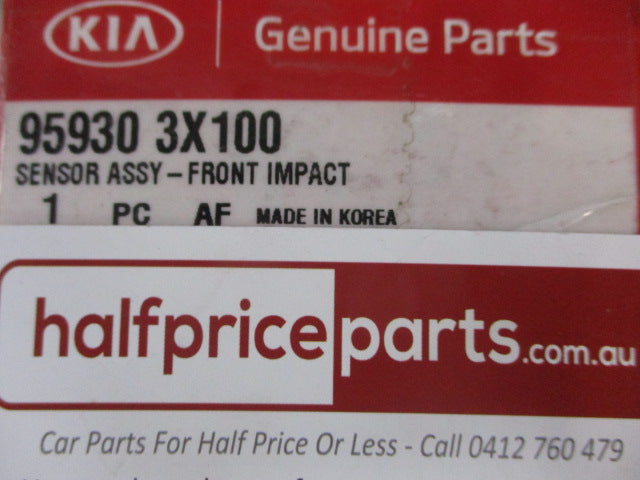 KIA Genuine Parts
95930 3X100
SENSOR ASSY-FRONT IMPACT
1 PC AF MADE IN KOREA
halfpriceparts.com.au
Car Parts For Half Price Or Less - Call 0412 760 479